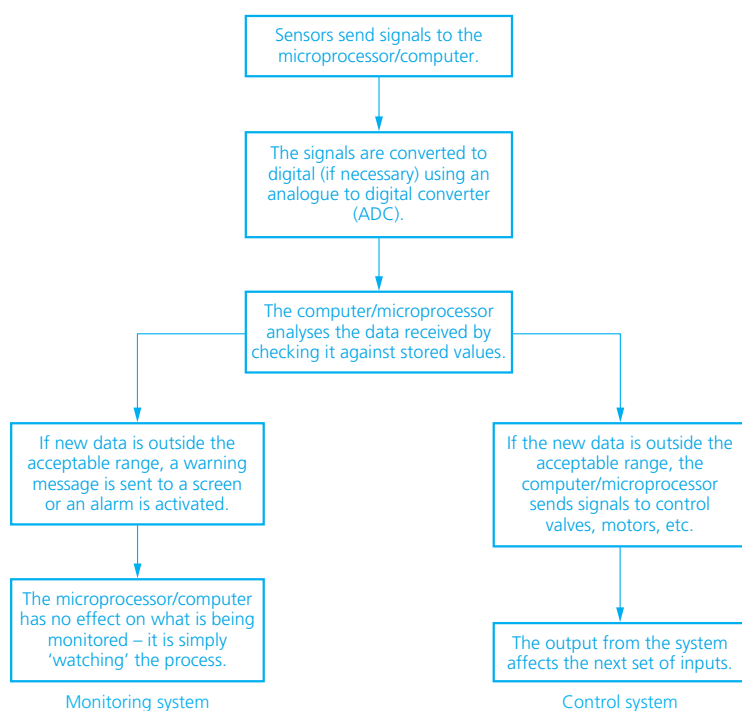 Sensors send signals to the
microprocessor/computer.
The signals are converted to
digital (if necessary) using an
analogue to digital converter
(ADC).
The computer/microprocessor
analyses the data received by
checking it against stored values.
If new data is outside the
acceptable range, a warning
message is sent to a screen
or an alarm is activated.
The microprocessor/computer
has no effect on what is being
monitored – it is simply
‘watching’ the process.
Monitoring system
If the new data is outside the
acceptable range, the
computer/microprocessor
sends signals to control
valves, motors, etc.
The output from the system
affects the next set of inputs.
Control system